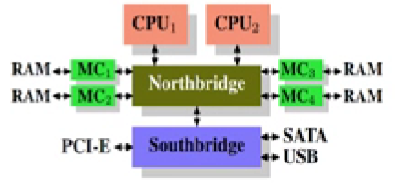 CPU1 CPU2
RAM MC1 MC3 RAM
Northbridge
RAM MC2 MC4 RAM
PCI-E Southbridge SATA
USB